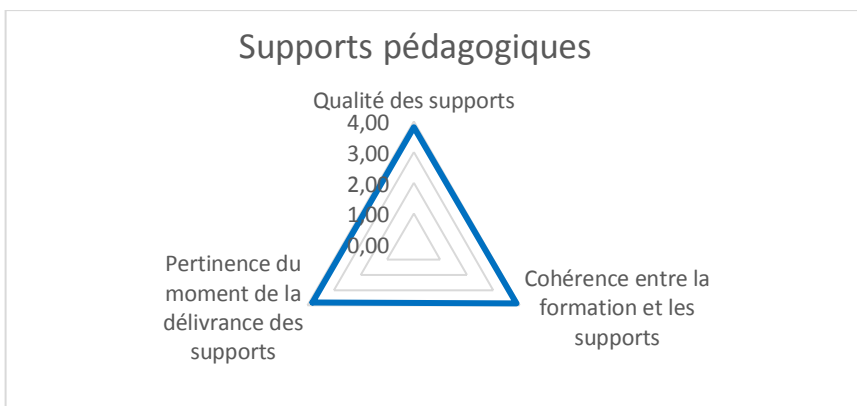 Supports pédagogiques
Qualité des supports
4,00
3,00
2,00
1,00
0,00
Pertinence du
moment de la
délivrance des
supports
Cohérence entre la
formation et les
supports